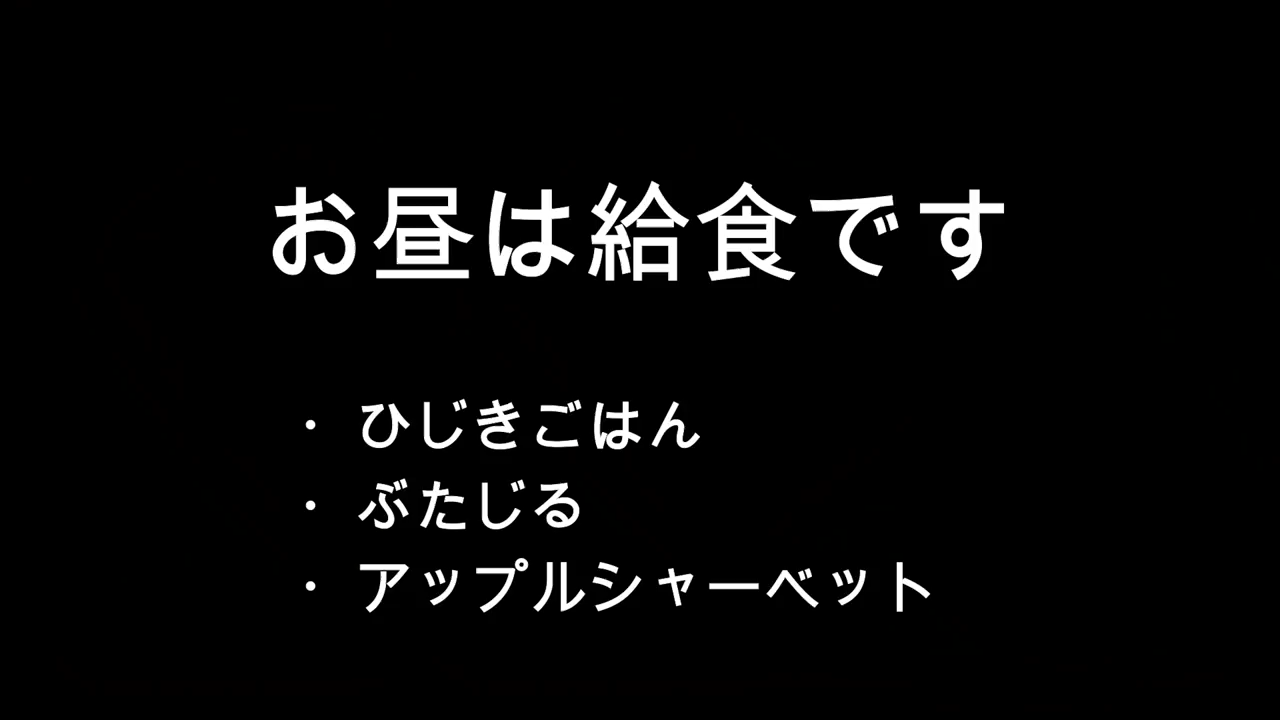 お昼は給食です
・ ひじきごはん
・ ぶたじる
・ アップルシャーベット